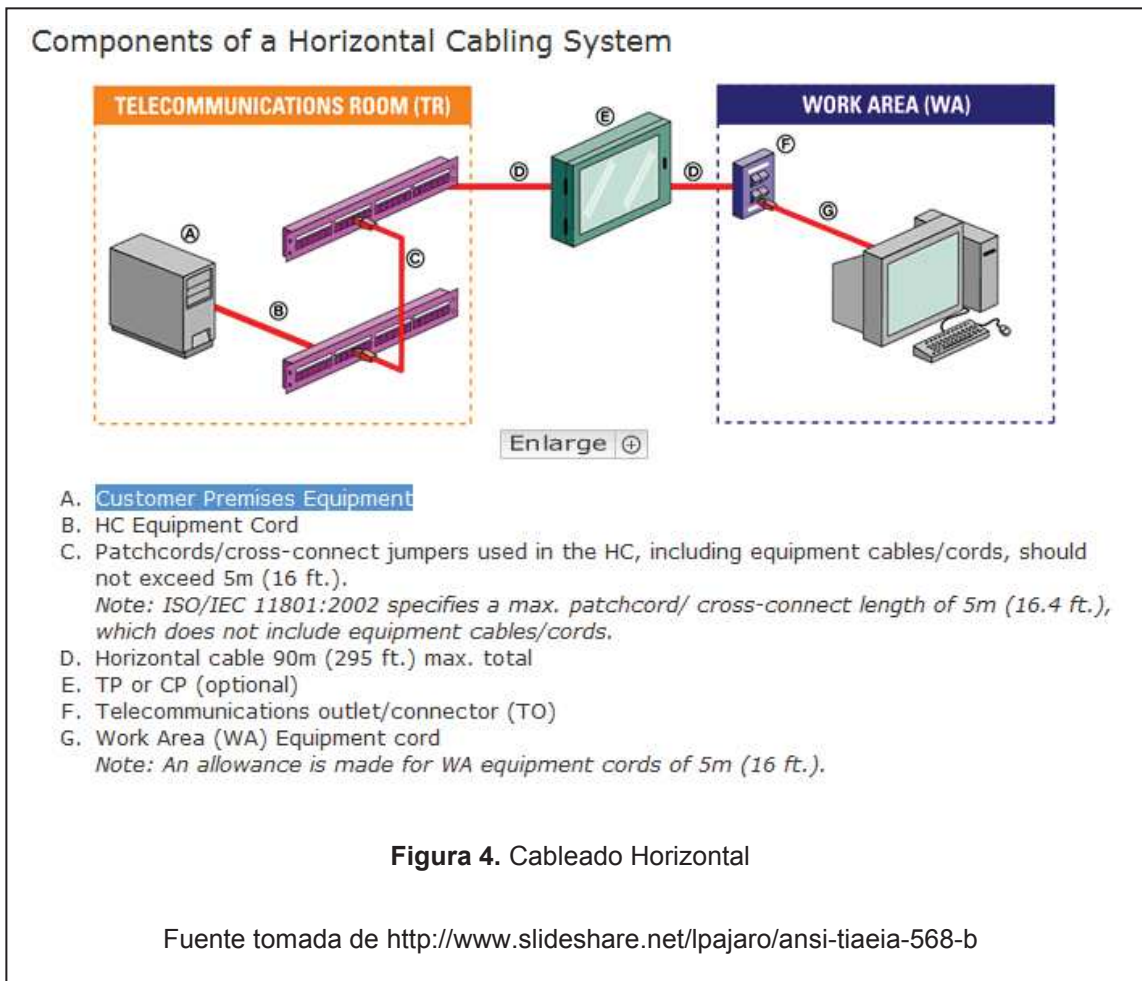 Components of a Horizontal Cabling System
TELECOMMUNICATIONS ROOM (TR)
WORK AREA (WA)
A
B
C
D
E
D
F
G
Enlarge
A. Customer Premises Equipment
B. HC Equipment Cord
C. Patchcords/cross-connect jumpers used in the HC, including equipment cables/cords, should
not exceed 5m (16 ft.).
Note: ISO/IEC 11801:2002 specifies a max. patchcord/ cross-connect length of 5m (16.4 ft.),
which does not include equipment cables/cords.
D. Horizontal cable 90m (295 ft.) max. total
E. TP or CP (optional)
F. Telecommunications outlet/connector (TO)
G. Work Area (WA) Equipment cord
Note: An allowance is made for WA equipment cords of 5m (16 ft.).
Figura 4. Cableado Horizontal
Fuente tomada de http://www.slideshare.net/lpajaro/ansi-tiaeia-568-b